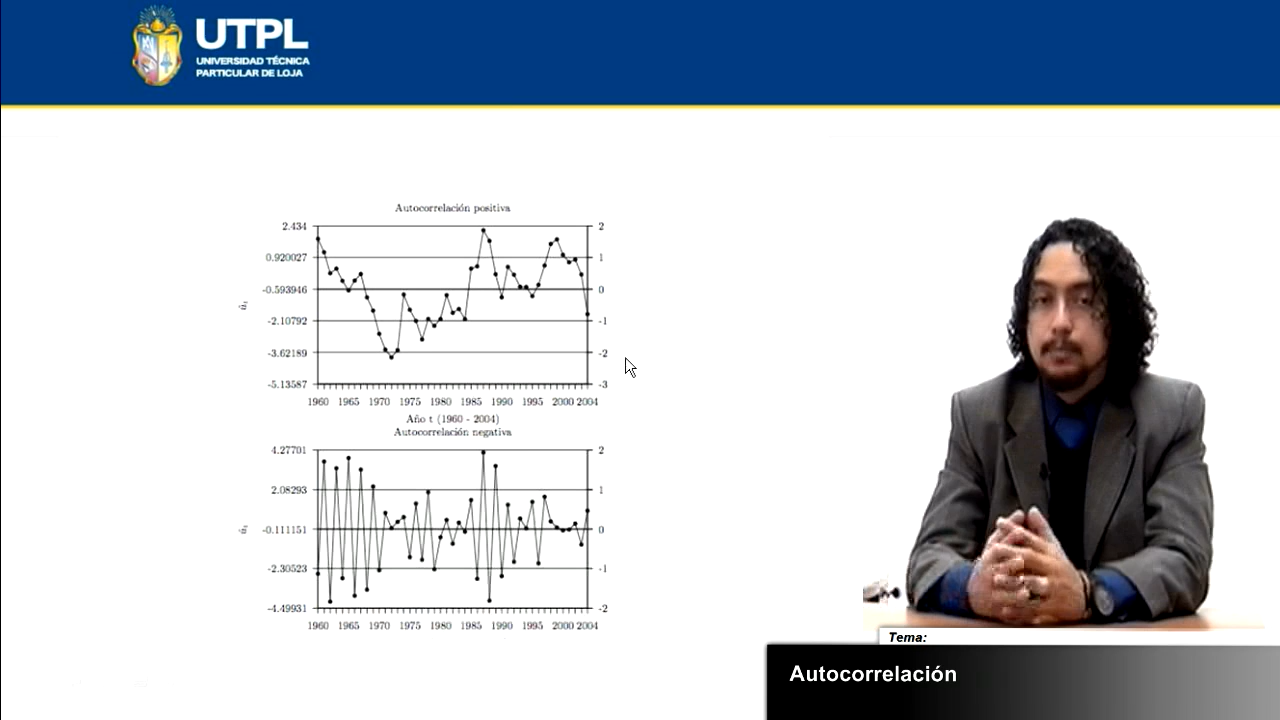 UTPL
UNIVERSIDAD TÉCNICA
PARTICULAR DE LOJA
Autocorrelación positiva
2.434
0.920027
-0.593946
-2.10792
-3.62189
-5.13587
2
1
0
-1
-2
-3
û_t
1960 1965 1970 1975 1980 1985 1990 1995 2000 2004
Año t (1960 - 2004)
Autocorrelación negativa
4.27701
2.08293
-0.111151
-2.30523
-4.49931
2
1
0
-1
-2
û_t
1960 1965 1970 1975 1980 1985 1990 1995 2000 2004
Tema:
Autocorrelación